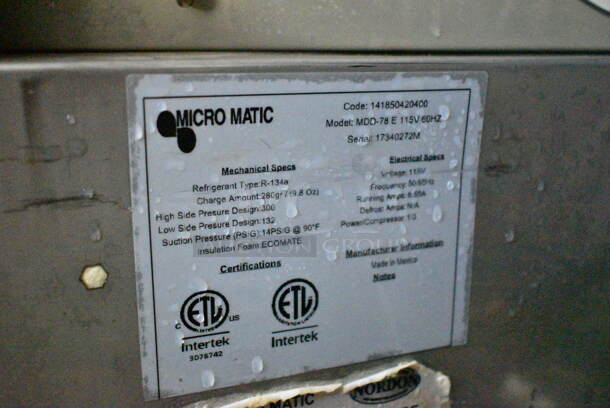 MICRO MATIC
Code: 141850420400
Model: MDD-78 E 115V 60HZ
Serial: 17340272M
Mechanical Specs
Refrigerant Type: R-134a
Charge Amount: 280gr / (9.8 Oz)
High Side Presure Design: 300
Low Side Presure Design: 132
Suction Pressure (PSIG): 14PSIG @ 90°F
Insulation Foam: ECOMATE
Electrical Specs
Voltage: 115V
Frequency: 50/60Hz
Running Amps:
Defrost Amps: N/A
Power/Compressor: 1/3
Manufacturer Information
Made in Mexico
Notes
Certifications
C ETL US
Intertek
3076742
ETL
Intertek
MATIC
NORDON